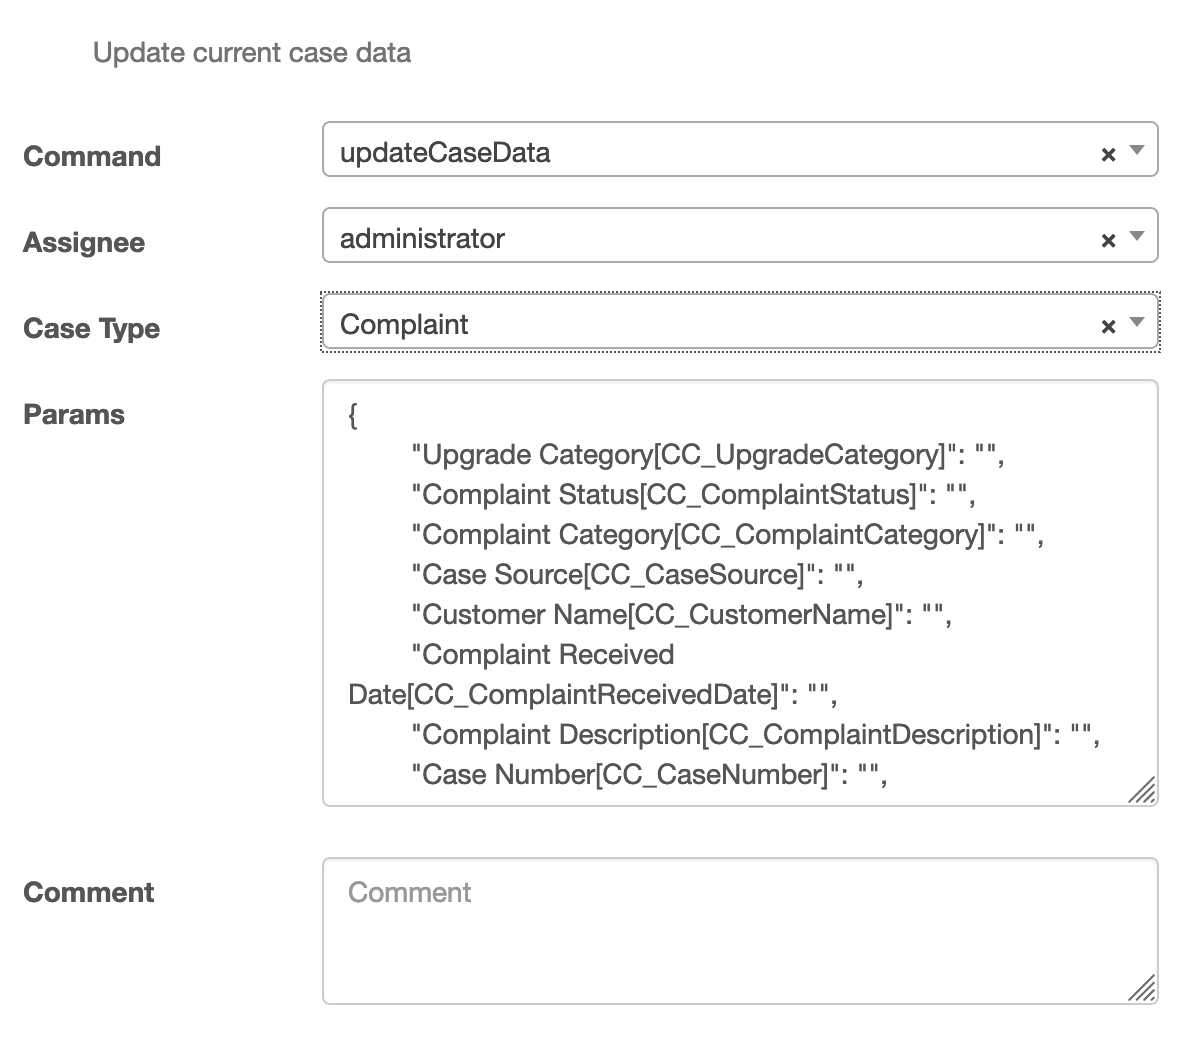 Update current case data
Command
updateCaseData
Assignee
administrator
Case Type
Complaint
Params
{
"Upgrade Category[CC_UpgradeCategory]": "",
"Complaint Status[CC_ComplaintStatus]": "",
"Complaint Category[CC_ComplaintCategory]": "",
"Case Source[CC_CaseSource]": "",
"Customer Name[CC_CustomerName]": "",
"Complaint Received
Date[CC_ComplaintReceivedDate]": "",
"Complaint Description[CC_ComplaintDescription]": "",
"Case Number[CC_CaseNumber]": "",
Comment
Comment